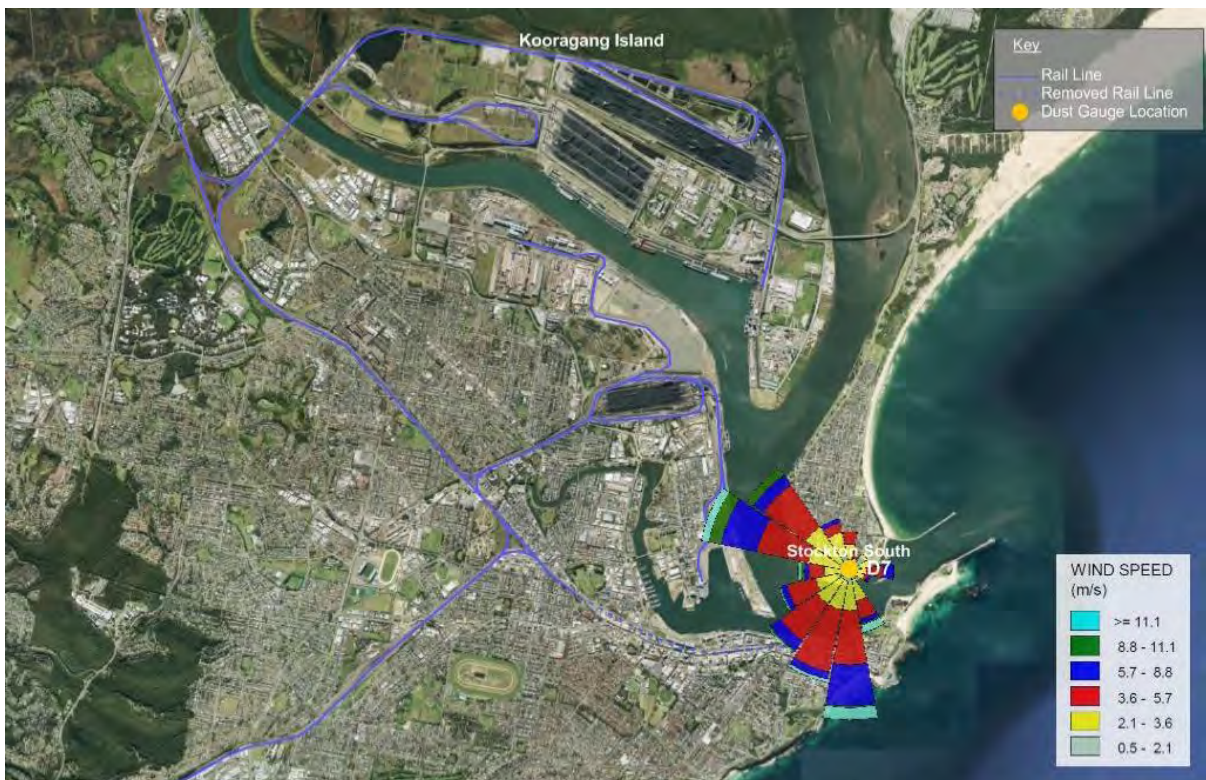 Kooragang Island
Key
Rail Line
Removed Rail Line
Dust Gauge Location
Stockton South
D7
WIND SPEED
(m/s)
>= 11.1
8.8 - 11.1
5.7 - 8.8
3.6 - 5.7
2.1 - 3.6
0.5 - 2.1